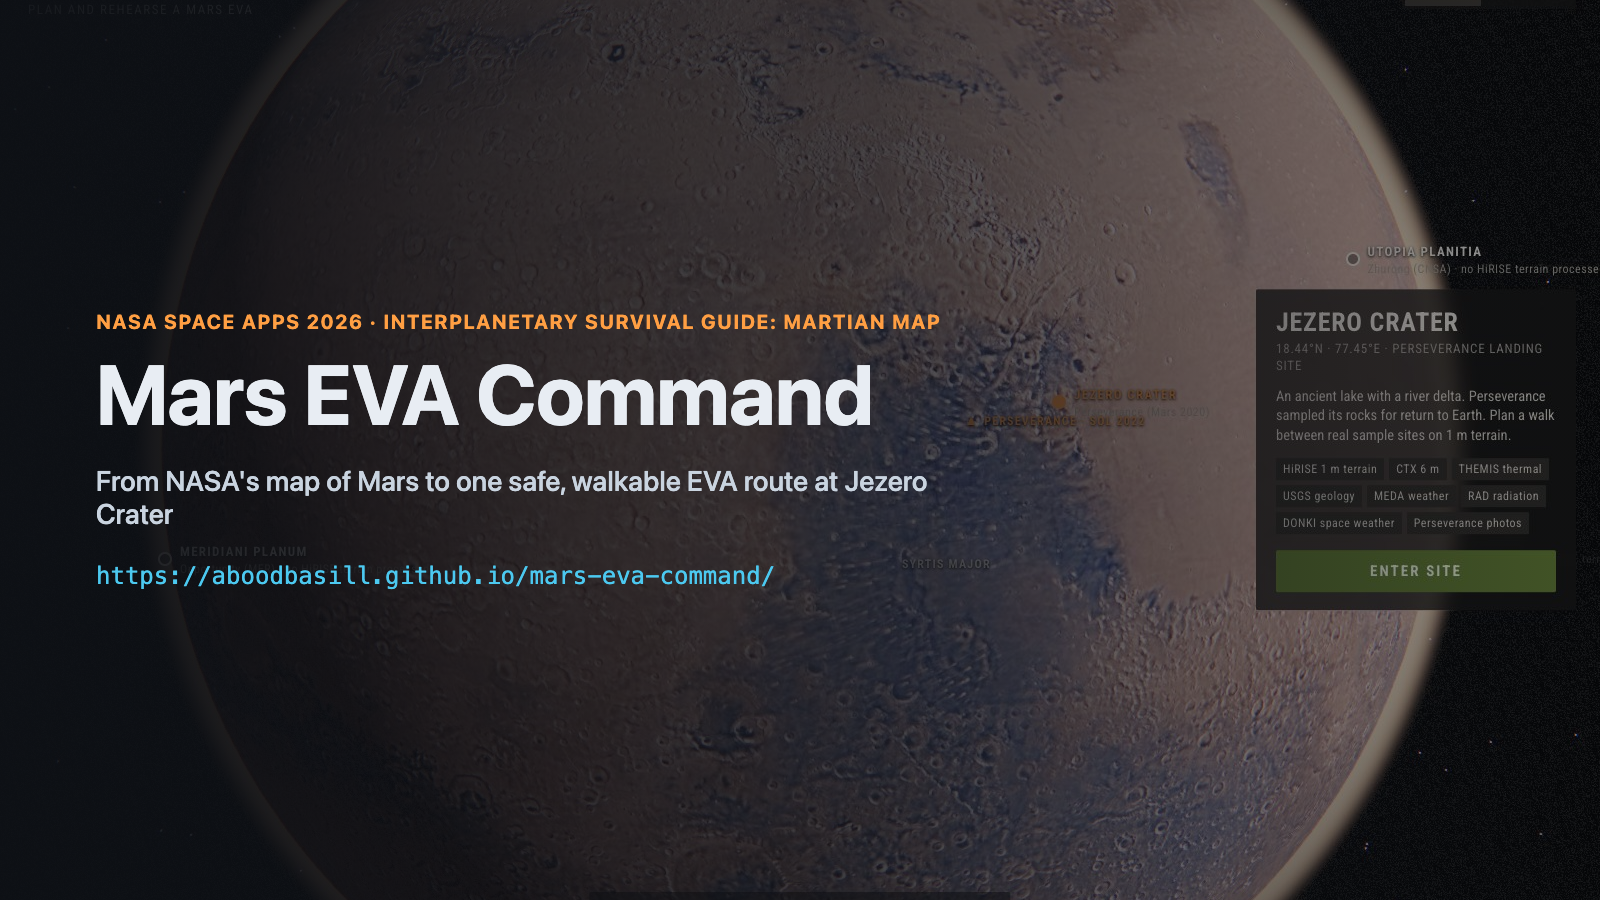 PLAN AND REHEARSE A MARS EVA
NASA SPACE APPS 2026 · INTERPLANETARY SURVIVAL GUIDE: MARTIAN MAP
Mars EVA Command
From NASA's map of Mars to one safe, walkable EVA route at Jezero
Crater
https://aboodbasill.github.io/mars-eva-command/
MERIDIANI PLANUM
SYRTIS MAJOR
JEZERO CRATER
(Mars 2020)
PERSEVERANCE · SOL 2022
UTOPIA PLANITIA
Zhurong (CNSA) · no HiRISE terrain processe
JEZERO CRATER
18.44°N · 77.45°E · PERSEVERANCE LANDING
SITE
An ancient lake with a river delta. Perseverance
sampled its rocks for return to Earth. Plan a walk
between real sample sites on 1 m terrain.
HiRISE 1 m terrain
CTX 6 m
THEMIS thermal
USGS geology
MEDA weather
RAD radiation
DONKI space weather
Perseverance photos
ENTER SITE